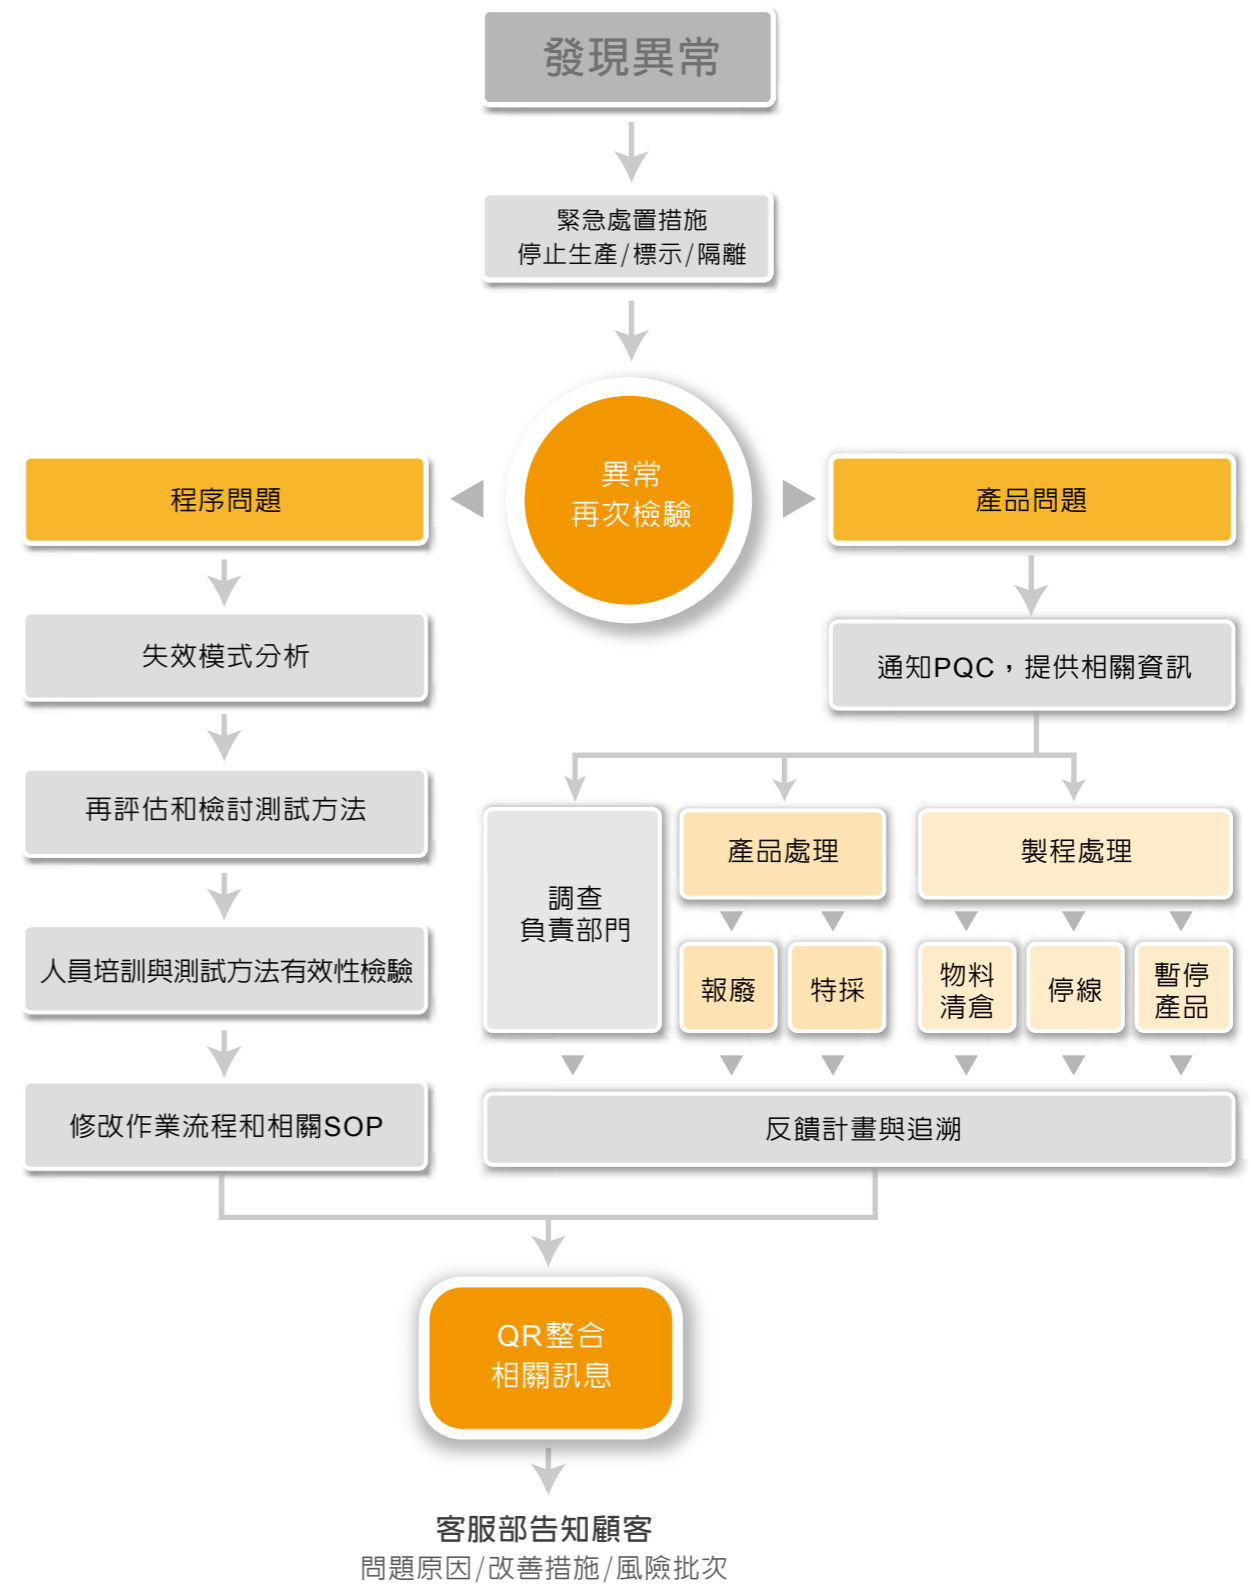 發現異常
緊急處置措施
停止生產/標示/隔離
異常
再次檢驗
程序問題
失效模式分析
再評估和檢討測試方法
人員培訓與測試方法有效性檢驗
修改作業流程和相關SOP
產品問題
通知PQC，提供相關資訊
調查
負責部門
產品處理
報廢
特採
製程處理
物料
清倉
停線
暫停
產品
反饋計畫與追溯
QR整合
相關訊息
客服部告知顧客
問題原因/改善措施/風險批次